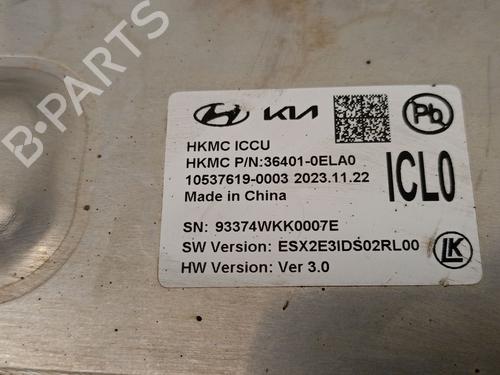 B-PARTS
KIA Pb
HKMC ICCU
HKMC P/N:36401-0ELA0
10537619-0003 2023.11.22
Made in China
ICL0
SN: 93374WKK0007E
SW Version: ESX2E3IDS02RL00
HW Version: Ver 3.0
LK